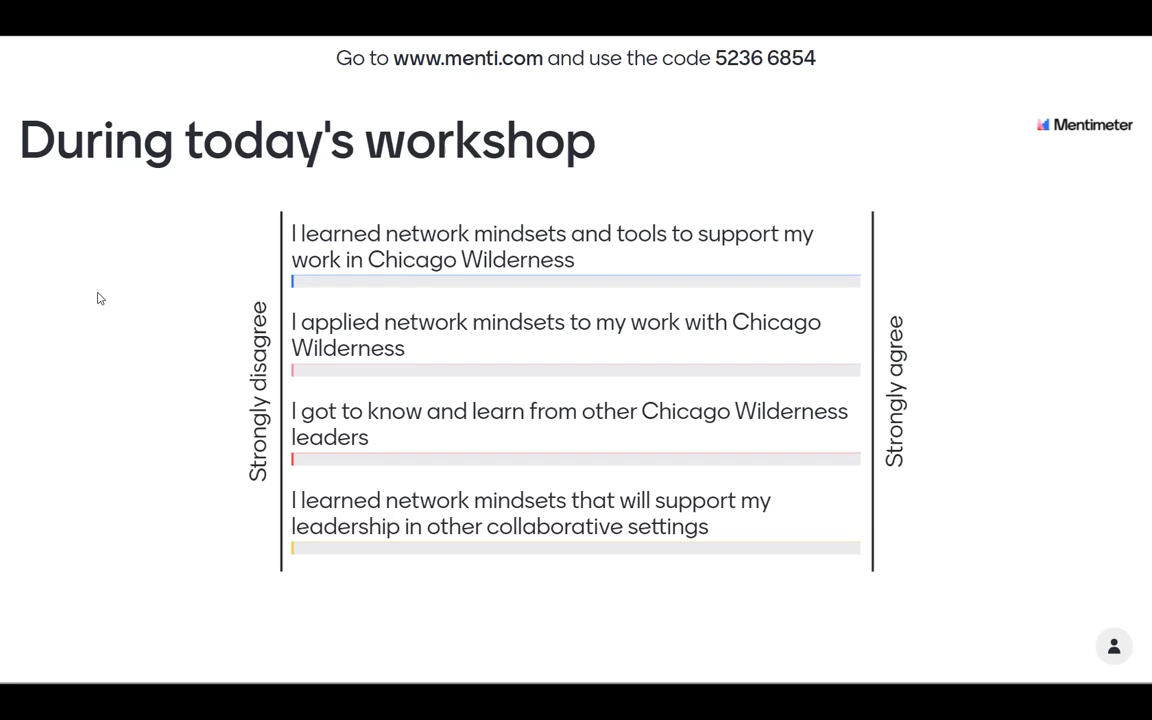 Go to www.menti.com and use the code 5236 6854
During today's workshop
Mentimeter
I learned network mindsets and tools to support my
work in Chicago Wilderness
I applied network mindsets to my work with Chicago
Wilderness
I got to know and learn from other Chicago Wilderness
leaders
I learned network mindsets that will support my
leadership in other collaborative settings
Strongly disagree
Strongly agree